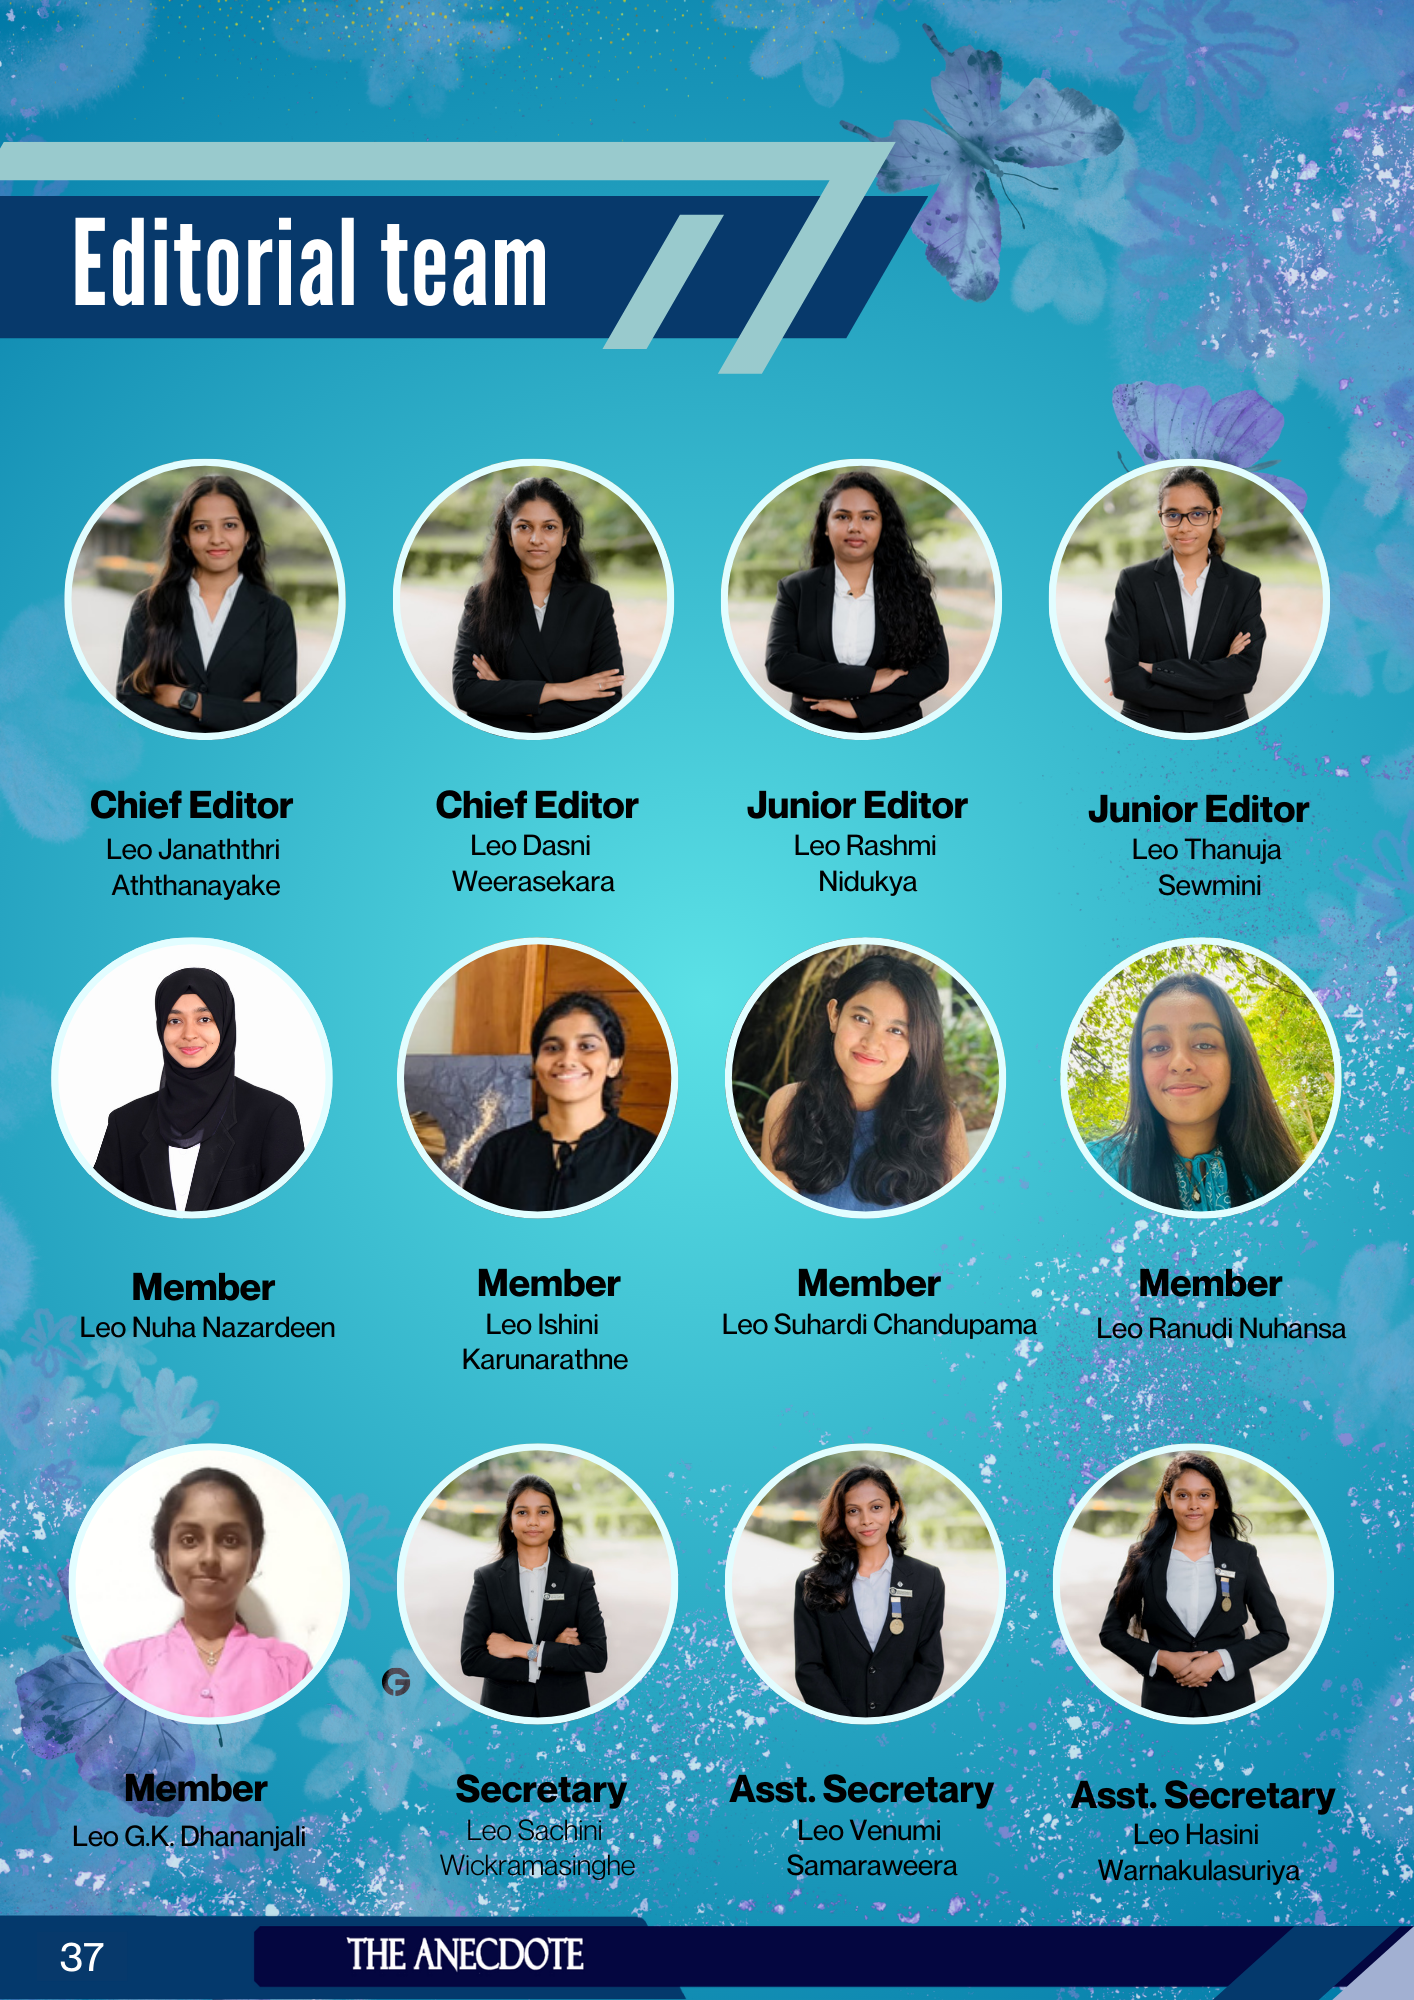 Editorial team
Chief Editor
Leo Janaththri
Aththanayake
Chief Editor
Leo Dasni
Weerasekara
Junior Editor
Leo Rashmi
Nidukya
Junior Editor
Leo Thanuja
Sewmini
Member
Leo Nuha Nazardeen
Member
Leo Ishini
Karunarathne
Member
Leo Suhardi Chandupama
Member
Leo Ranudi Nuhansa
G
Member
Leo G.K. Dhananjali
Secretary
Leo Sachini
Wickramasinghe
Asst. Secretary
Leo Venumi
Samaraweera
Asst. Secretary
Leo Hasini
Warnakulasuriya
37
THE ANECDOTE